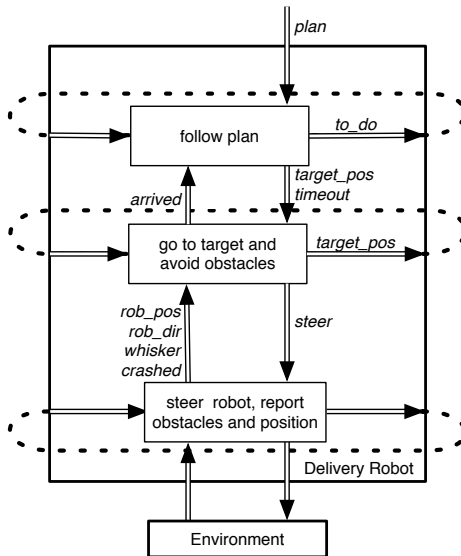 plan
follow plan
to_do
target_pos
timeout
arrived
go to target and
avoid obstacles
target_pos
rob_pos
rob_dir
whisker
crashed
steer
steer robot, report
obstacles and position
Delivery Robot
Environment